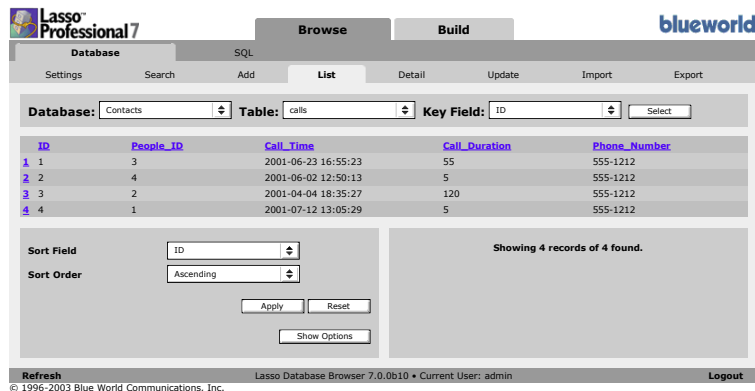 Lasso™
Professional 7
Browse Build
blueworld
Database SQL
Settings Search Add List Detail Update Import Export
Database: Contacts Table: calls Key Field: ID Select
ID People_ID Call_Time Call_Duration Phone_Number
1 1 3 2001-06-23 16:55:23 55 555-1212
2 2 4 2001-06-02 12:50:13 5 555-1212
3 3 2 2001-04-04 18:35:27 120 555-1212
4 4 1 2001-07-12 13:05:29 5 555-1212
Sort Field ID
Sort Order Ascending
Apply Reset
Show Options
Showing 4 records of 4 found.
Refresh Lasso Database Browser 7.0.0b10 • Current User: admin Logout
© 1996-2003 Blue World Communications, Inc.